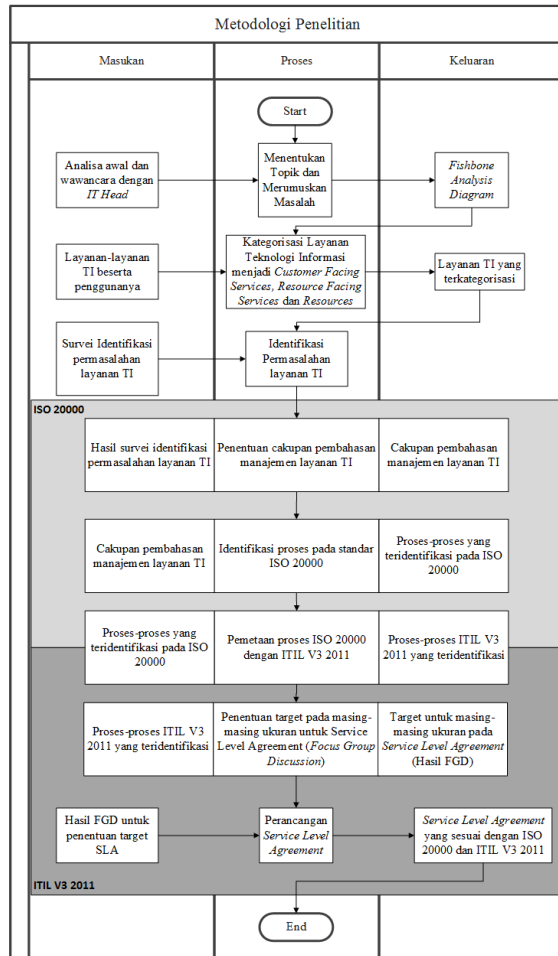 Metodologi Penelitian
Masukan
Proses
Keluaran
Start
Analisa awal dan
wawancara dengan
IT Head
Menentukan
Topik dan
Merumuskan
Masalah
Fishbone
Analysis
Diagram
Layanan-layanan
TI beserta
penggunanya
Kategorisasi Layanan
Teknologi Informasi
menjadi Customer Facing
Services, Resource Facing
Services dan Resources
Layanan TI yang
terkategorisasi
Survei Identifikasi
permasalahan
layanan TI
Identifikasi
Permasalahan
layanan TI
ISO 20000
Hasil survei identifikasi
permasalahan layanan TI
Penentuan cakupan pembahasan
manajemen layanan TI
Cakupan pembahasan
manajemen layanan TI
Cakupan pembahasan
manajemen layanan TI
Identifikasi proses pada standar
ISO 20000
Proses-proses yang
teridentifikasi pada ISO
20000
Proses-proses yang
teridentifikasi pada ISO
20000
Pemetaan proses ISO 20000
dengan ITIL V3 2011
Proses-proses ITIL V3
2011 yang teridentifikasi
Proses-proses ITIL V3
2011 yang teridentifikasi
Penentuan target pada masing-
masing ukuran untuk Service
Level Agreement (Focus Group
Discussion)
Target untuk masing-
masing ukuran pada
Service Level Agreement
(Hasil FGD)
Hasil FGD untuk
penentuan target
SLA
Perancangan
Service Level
Agreement
Service Level Agreement
yang sesuai dengan ISO
20000 dan ITIL V3 2011
ITIL V3 2011
End